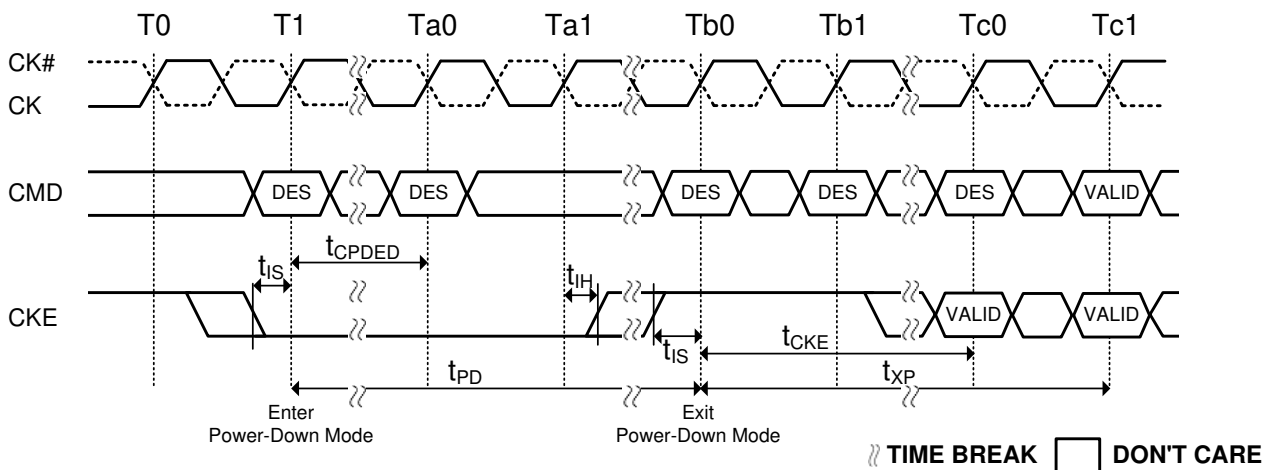 T0 T1 Ta0 Ta1 Tb0 Tb1 Tc0 Tc1
CK#
CK
CMD DES DES DES DES DES VALID
tCPDED
tIS tIH
CKE VALID VALID
tIS tCKE
tPD tXP
Enter
Power-Down Mode
Exit
Power-Down Mode
TIME BREAK DON'T CARE